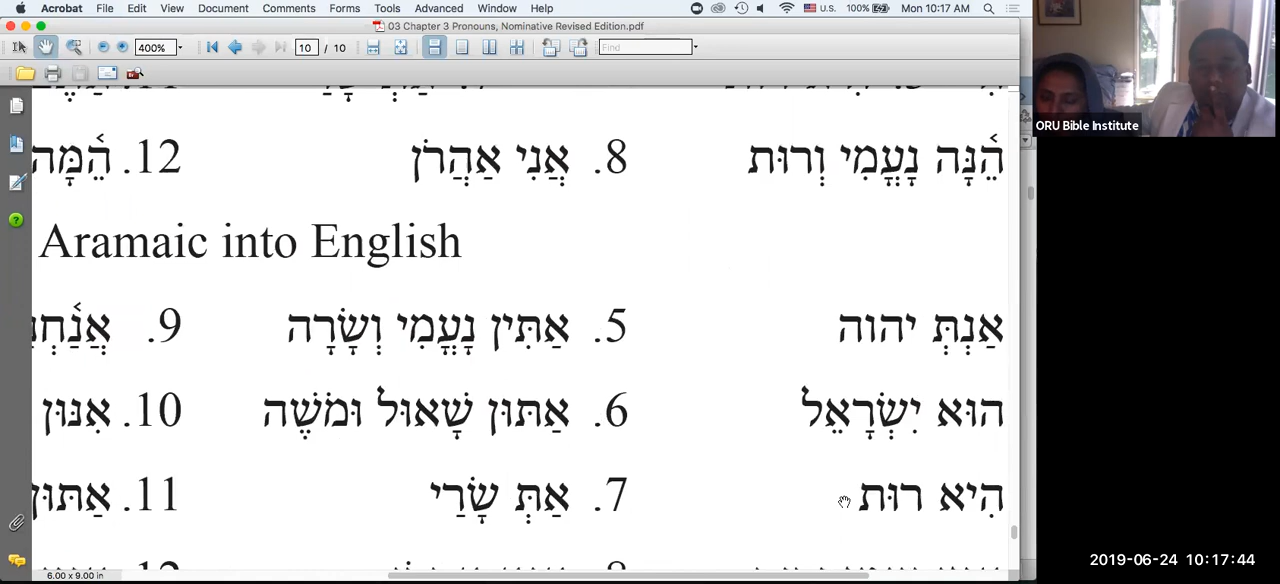 Acrobat File Edit View Document Comments Forms Tools Advanced Window Help U.S. 100% Mon 10:17 AM
03 Chapter 3 Pronouns, Nominative Revised Edition.pdf
400% 10 / 10 Find
ORU Bible Institute
הֵ֫נָּה נָעֳמִי וְרוּת 8. אֲנִי אַהֲרֹן 12. הֵ֫מָּה
Aramaic into English
אַנְתְּ יהוה 5. אַתִּין נָעֳמִי וְשָׂרָה 9. אֲנַ֫חְנ
הוּא יִשְׂרָאֵל 6. אַתּוּן שָׁאוּל וּמֹשֶׁה 10. אִנּוּן
הִיא רוּת 7. אַתְּ שָׂרַי 11. אַתּוּן
6.00 x 9.00 in
2019-06-24 10:17:44